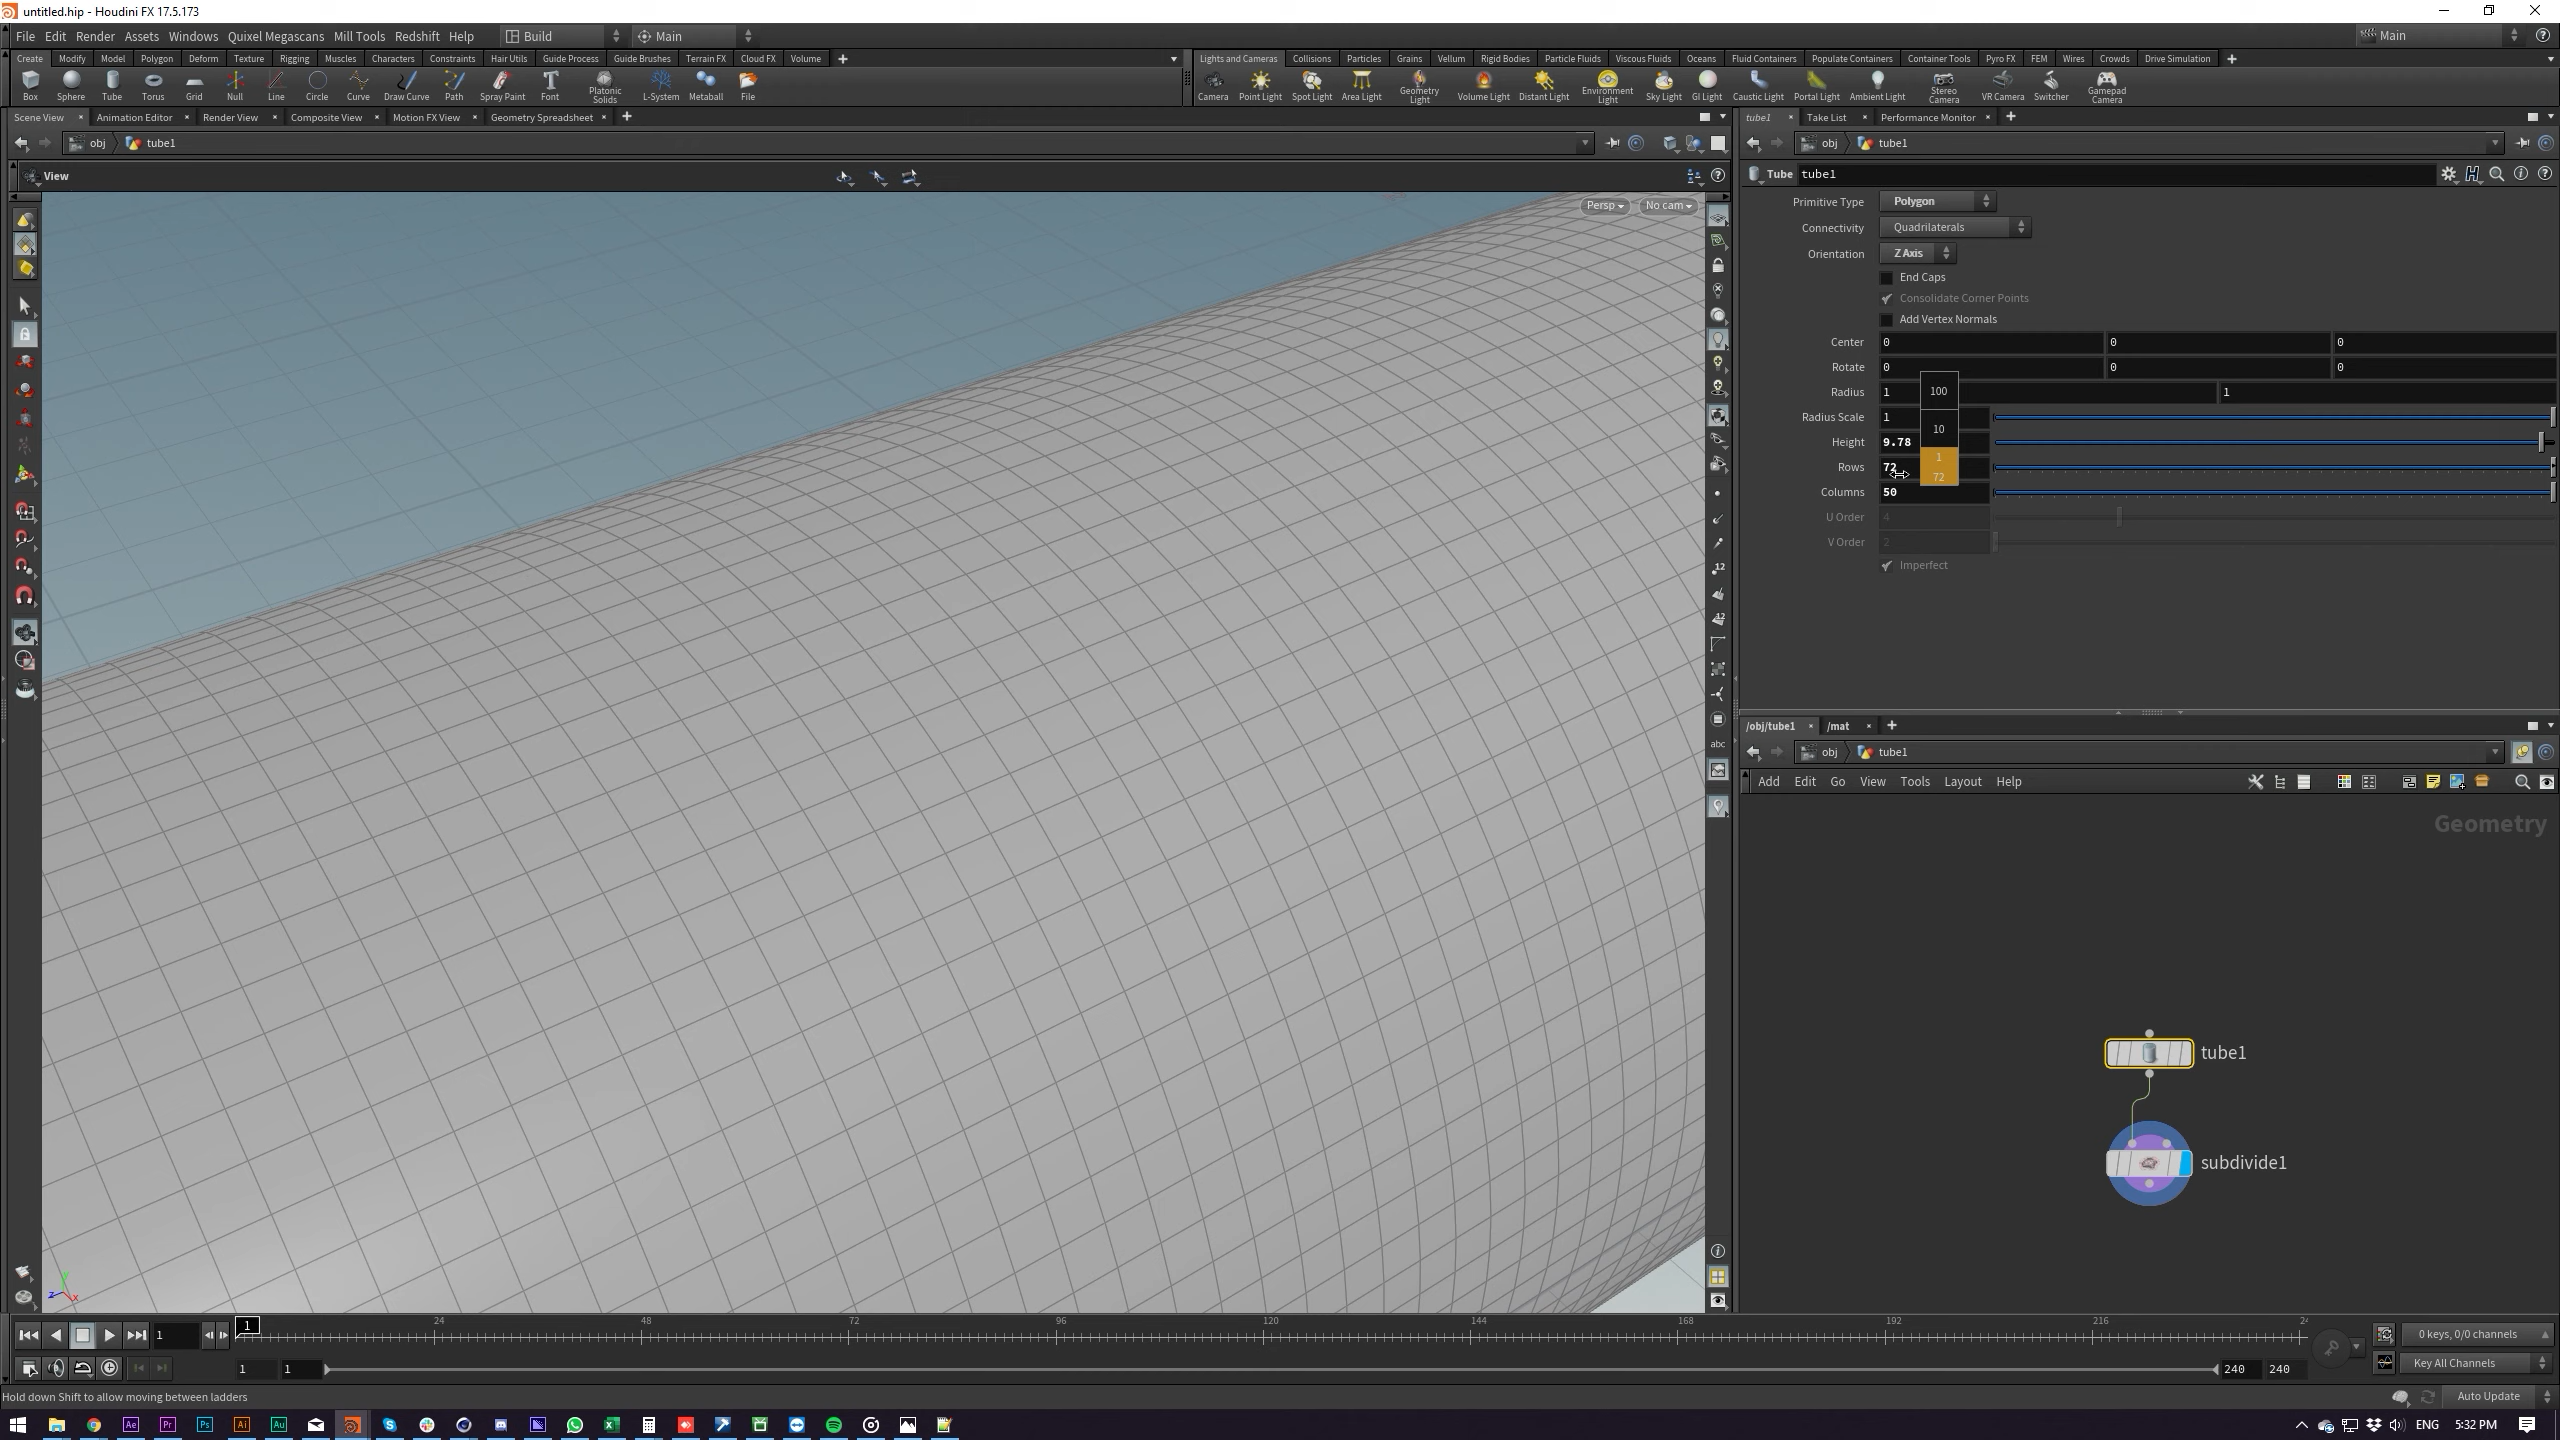 untitled.hip - Houdini FX 17.5.173
File Edit Render Assets Windows Quixel Megascans Mill Tools Redshift Help Build Main Main
Create Modify Model Polygon Deform Texture Rigging Muscles Characters Constraints Hair Utils Guide Process Guide Brushes Terrain FX Cloud FX Volume
Lights and Cameras Collisions Particles Grains Vellum Rigid Bodies Particle Fluids Viscous Fluids Oceans Fluid Containers Populate Containers Container Tools Pyro FX FEM Wires Crowds Drive Simulation
Box Sphere Tube Torus Grid Null Line Circle Curve Draw Curve Path Spray Paint Font Platonic Solids L-System Metaball File
Camera Point Light Spot Light Area Light Geometry Light Volume Light Distant Light Environment Light Sky Light GI Light Caustic Light Portal Light Ambient Light Stereo Camera VR Camera Switcher Gamepad Camera
Scene View Animation Editor Render View Composite View Motion FX View Geometry Spreadsheet
tube1 Take List Performance Monitor
obj tube1
obj tube1
View
Persp No cam
Tube tube1
Primitive Type Polygon
Connectivity Quadrilaterals
Orientation Z Axis
End Caps
Consolidate Corner Points
Add Vertex Normals
Center 0 0 0
Rotate 0 0 0
Radius 1 1
Radius Scale 1
Height 9.78
Rows 72
Columns 50
U Order 4
V Order 2
Imperfect
100
10
1
72
12
12
abc
/obj/tube1 /mat
obj tube1
Add Edit Go View Tools Layout Help
Geometry
tube1
subdivide1
y
z x
1 1 24 48 72 96 120 144 168 192 216 24
0 keys, 0/0 channels
1 1 240 240
Key All Channels
Hold down Shift to allow moving between ladders
Auto Update
Ae Pr Ps Ai Au
ENG 5:32 PM